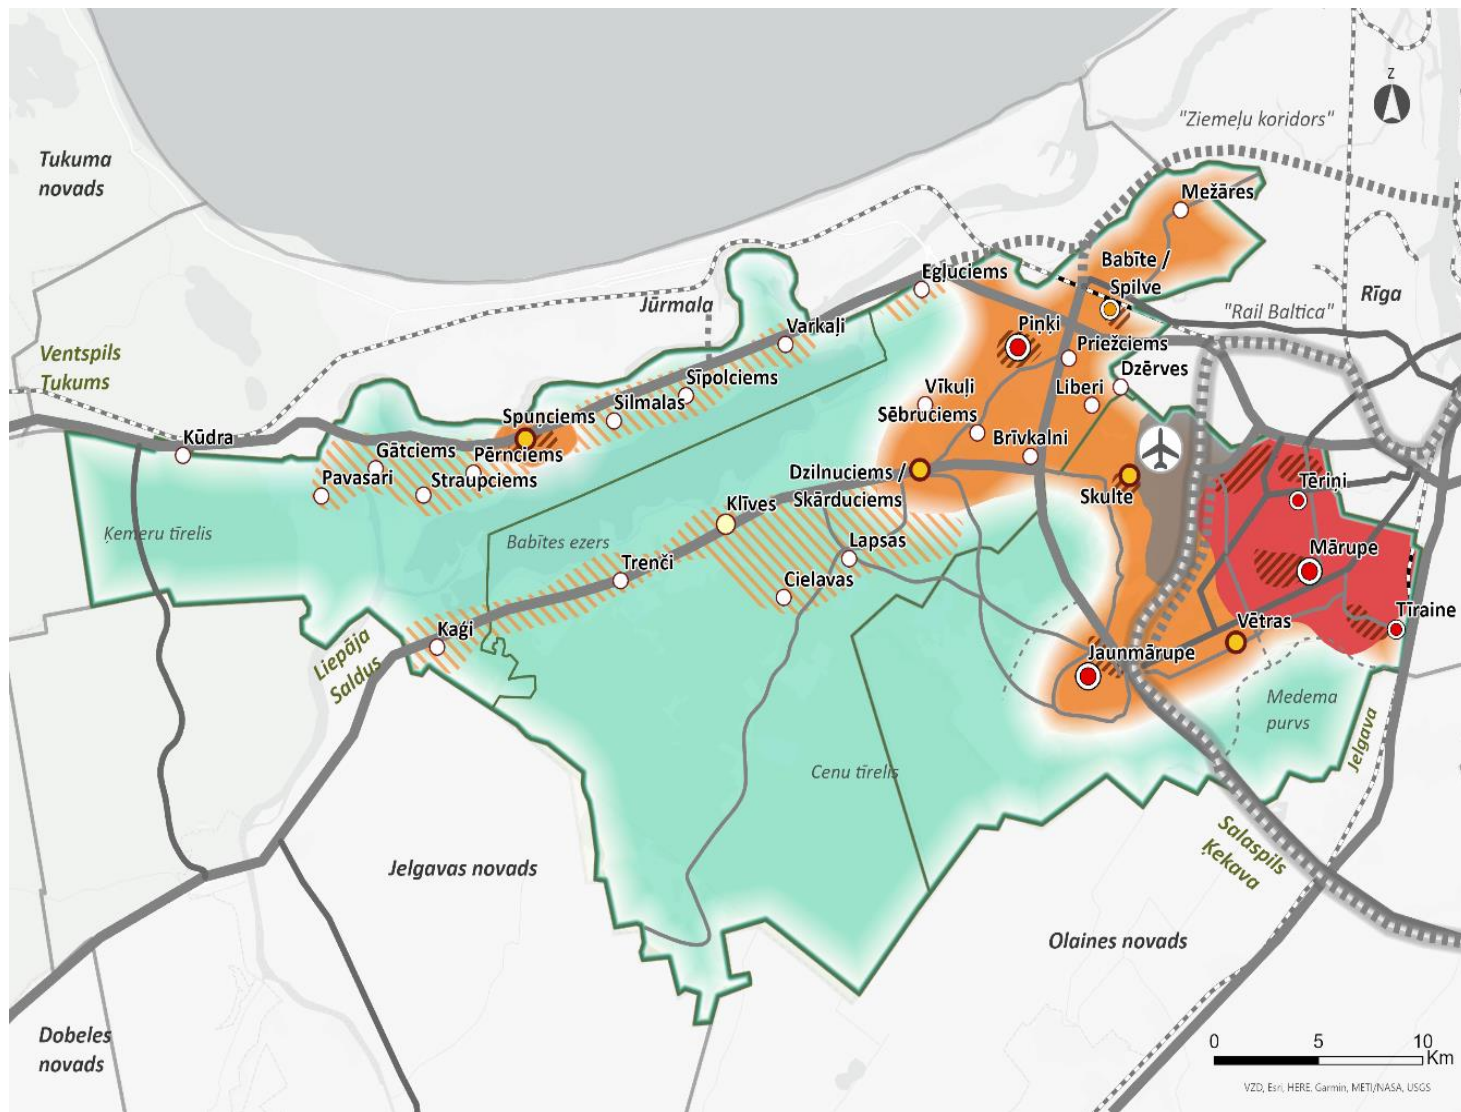 Z
"Ziemeļu koridors"
Tukuma
novads
Mežāres
Babīte /
Spilve
Egļuciems
Jūrmala
"Rail Baltica"
Rīga
Piņķi
Varkaļi
Priežciems
Ventspils
Tukums
Dzērves
Sīpolciems
Vīkuļi
Liberi
Silmalas
Sēbruciems
Spuņciems
Kūdra
Gātciems
Pērnciems
Brīvkalni
Pavasari
Straupciems
Dzilnuciems /
Skārduciems
Skulte
Tēriņi
Klīves
Ķemeru tīrelis
Babītes ezers
Lapsas
Mārupe
Trenči
Cielavas
Tīraine
Vētras
Kaģi
Liepāja
Saldus
Jaunmārupe
Medema
purvs
Jelgava
Cenu tīrelis
Salaspils
Ķekava
Jelgavas novads
Olaines novads
Dobeles
novads
0 5 10
Km
VZD, Esri, HERE, Garmin, METI/NASA, USGS